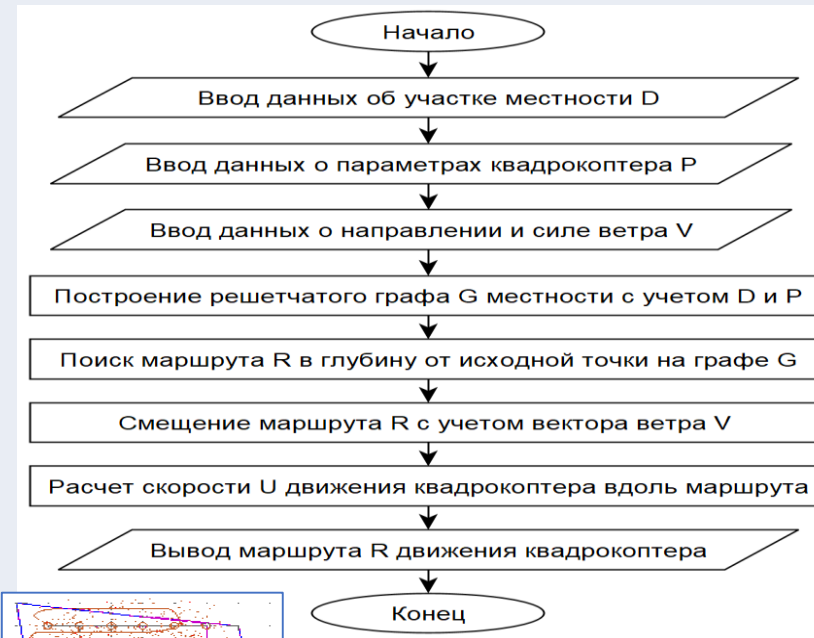 Начало
Ввод данных об участке местности D
Ввод данных о параметрах квадрокоптера P
Ввод данных о направлении и силе ветра V
Построение решетчатого графа G местности с учетом D и P
Поиск маршрута R в глубину от исходной точки на графе G
Смещение маршрута R с учетом вектора ветра V
Расчет скорости U движения квадрокоптера вдоль маршрута
Вывод маршрута R движения квадрокоптера
Конец